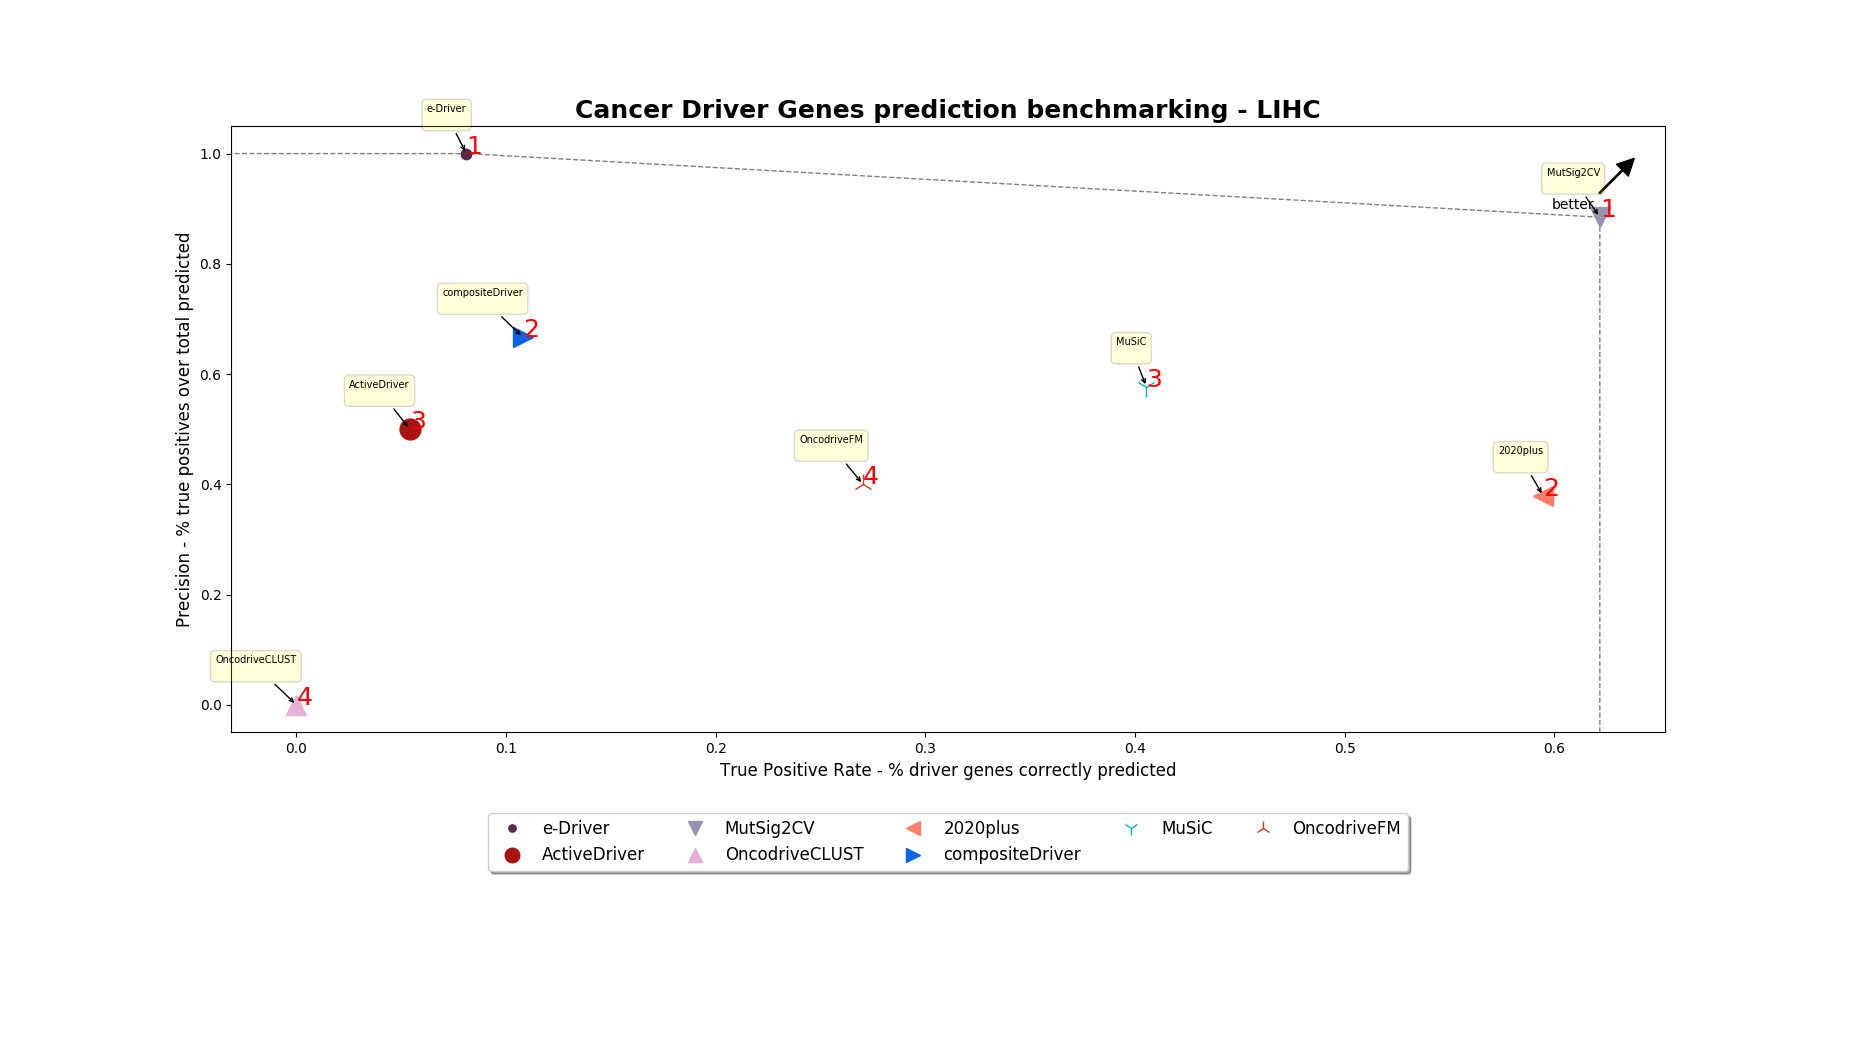 Cancer Driver Genes prediction benchmarking - LIHC
e-Driver
1
MutSig2CV
better
1
compositeDriver
2
MuSiC
3
ActiveDriver
3
OncodriveFM
4
2020plus
2
OncodriveCLUST
4
Precision - % true positives over total predicted
1.0
0.8
0.6
0.4
0.2
0.0
0.0 0.1 0.2 0.3 0.4 0.5 0.6
True Positive Rate - % driver genes correctly predicted
e-Driver MutSig2CV 2020plus MuSiC OncodriveFM
ActiveDriver OncodriveCLUST compositeDriver